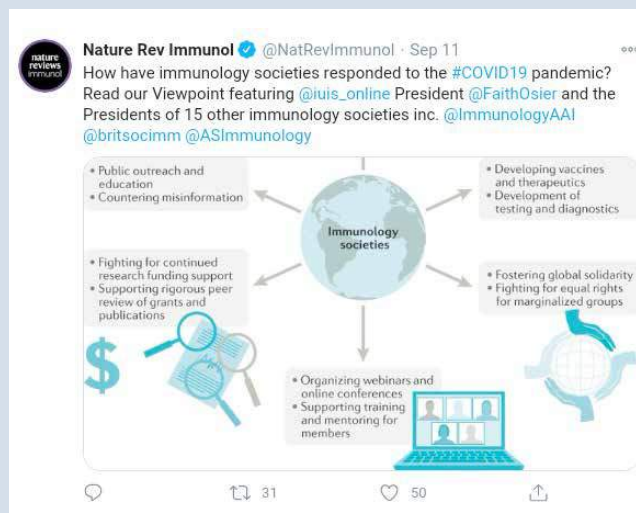 nature
reviews
immunol
Nature Rev Immunol @NatRevImmunol · Sep 11
How have immunology societies responded to the #COVID19 pandemic?
Read our Viewpoint featuring @iuis_online President @FaithOsier and the
Presidents of 15 other immunology societies inc. @ImmunologyAAI
@britsocimm @ASImmunology
• Public outreach and
education
• Countering misinformation
Immunology
societies
• Developing vaccines
and therapeutics
• Development of
testing and diagnostics
• Fighting for continued
research funding support
• Supporting rigorous peer
review of grants and
publications
• Fostering global solidarity
• Fighting for equal rights
for marginalized groups
$
• Organizing webinars and
online conferences
• Supporting training
and mentoring for
members
31
50